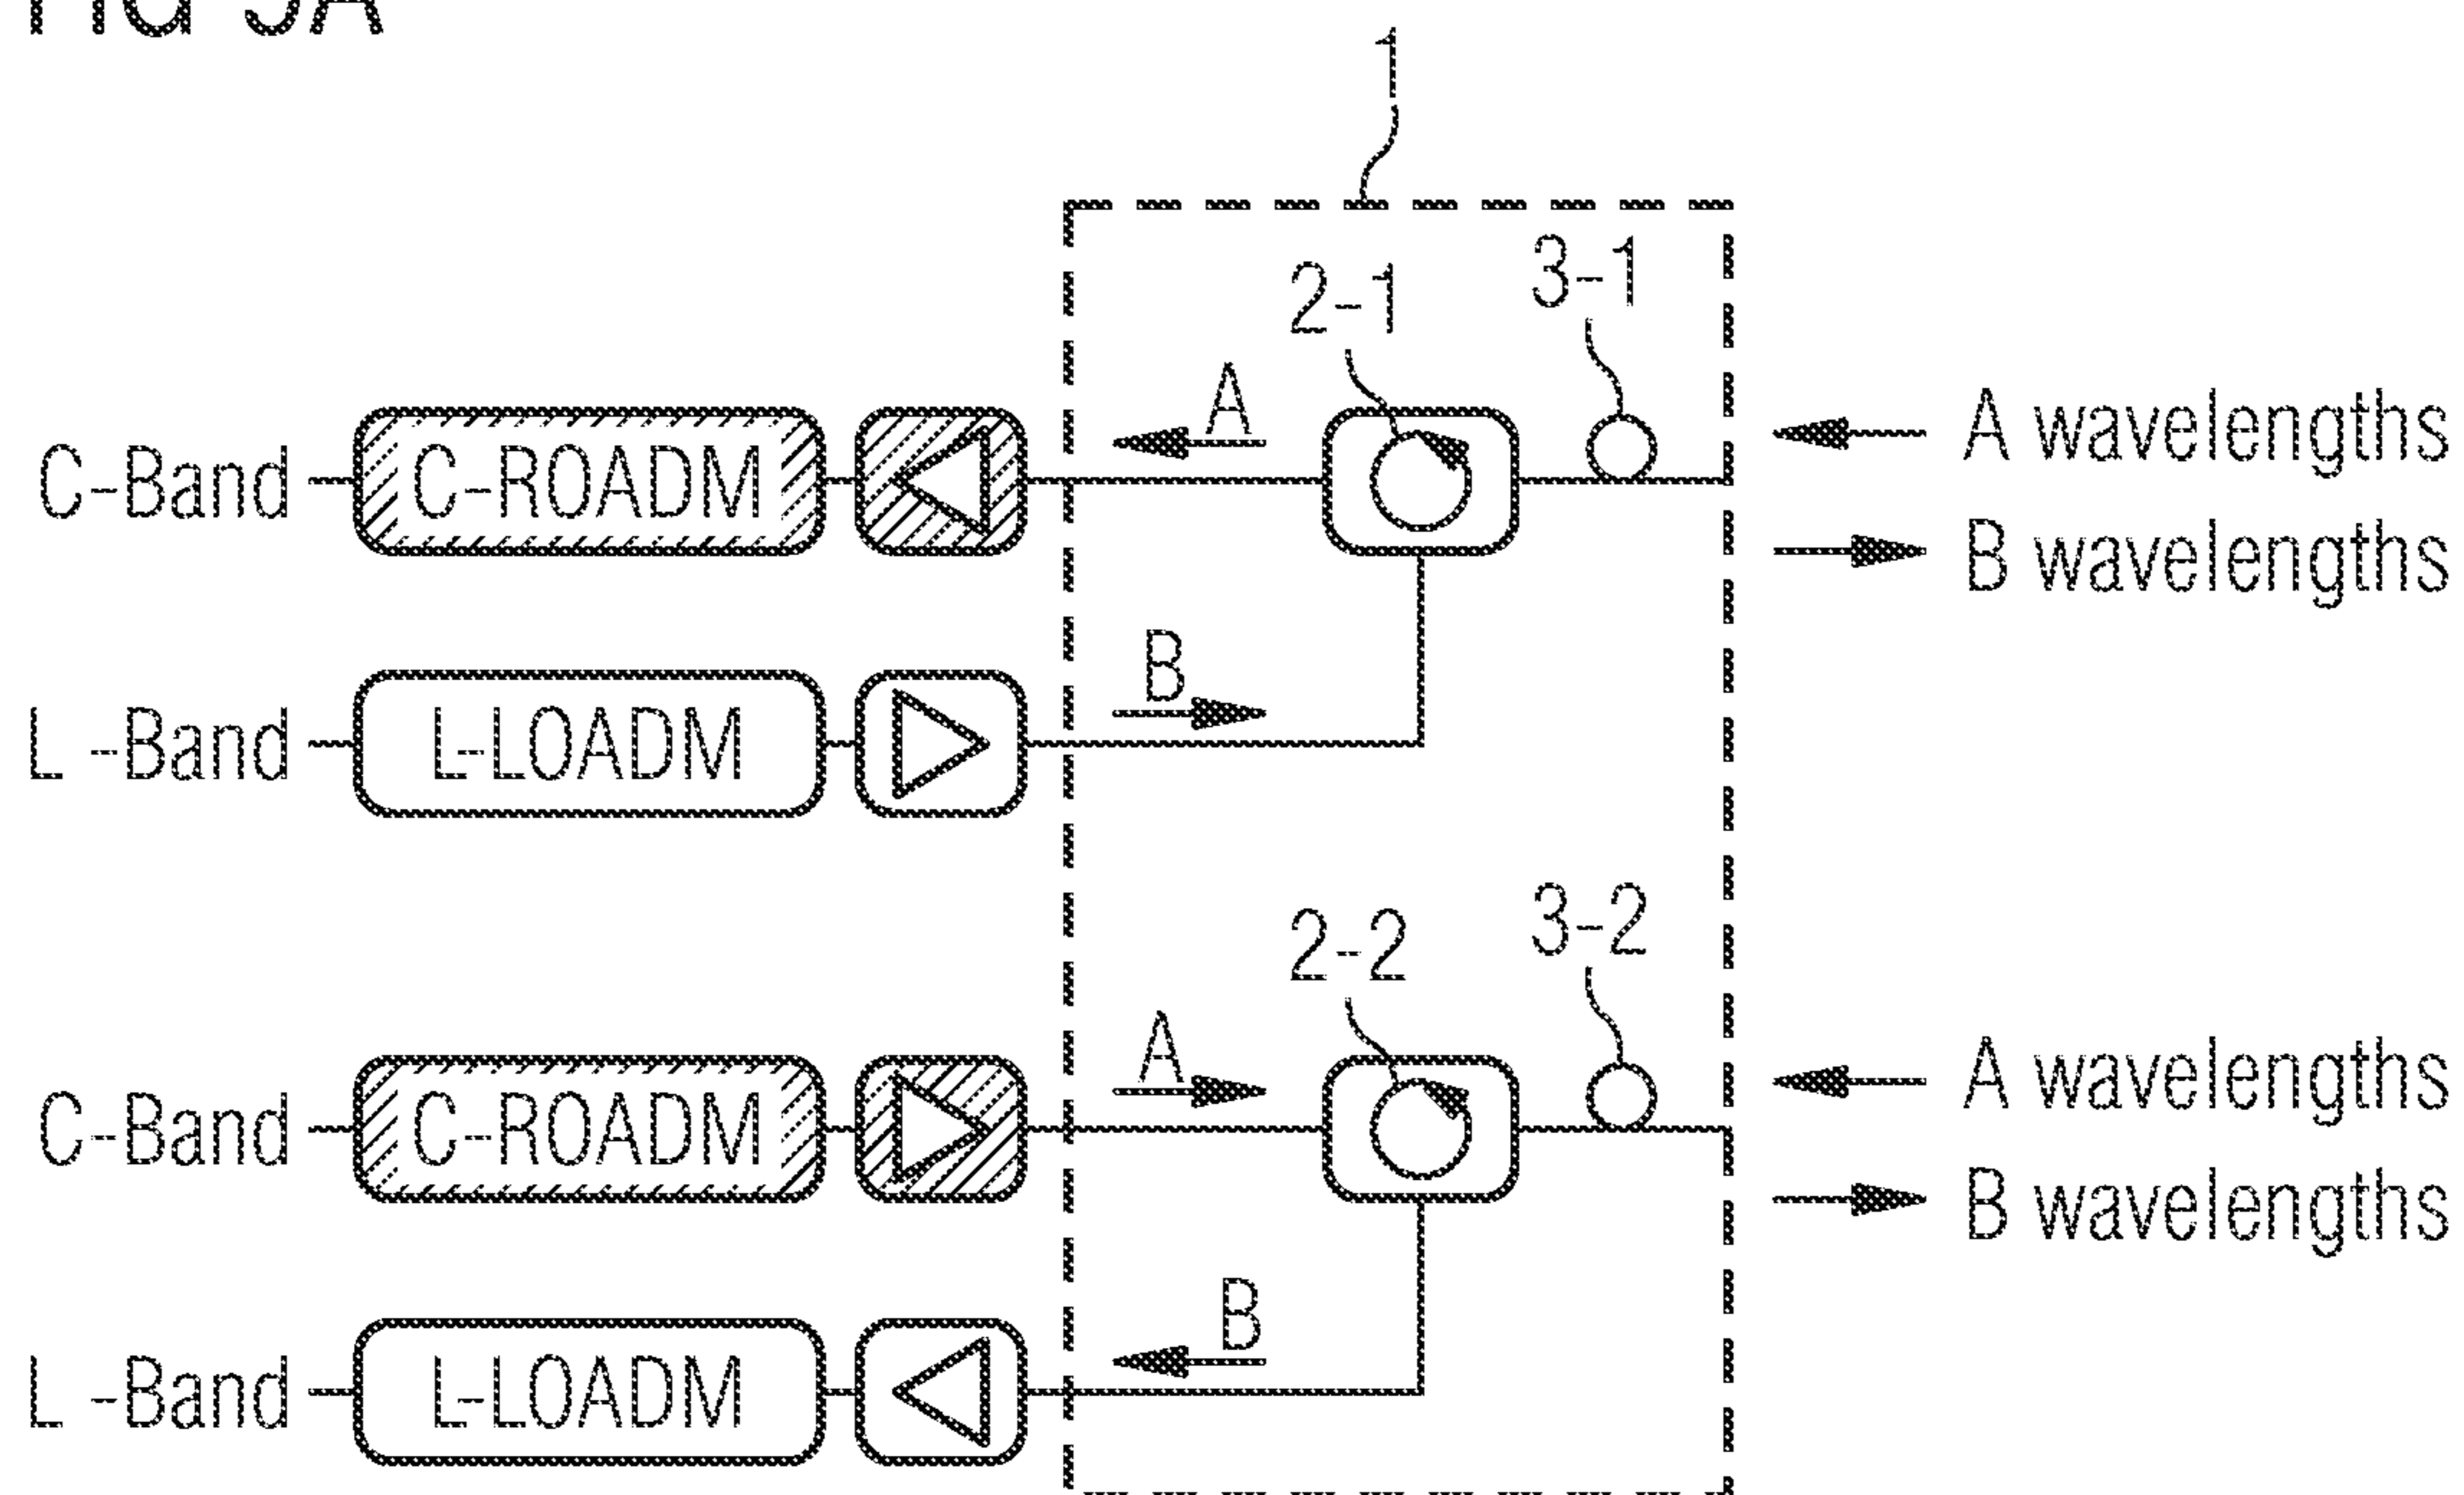 1
2-1
3-1
A
A wavelengths
C-Band
C-ROADM
B wavelengths
B
L -Band
L-LOADM
2-2
3-2
A
A wavelengths
C-Band
C-ROADM
B wavelengths
B
L -Band
L-LOADM